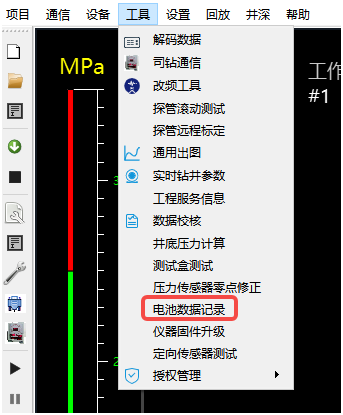 项目 通信 设备 工具 设置 回放 井深 帮助
MPa
解码数据
司钻通信
改频工具
探管滚动测试
探管远程标定
通用出图
实时钻井参数
工程服务信息
数据校核
井底压力计算
测试盒测试
压力传感器零点修正
电池数据记录
仪器固件升级
定向传感器测试
授权管理
工作
#1